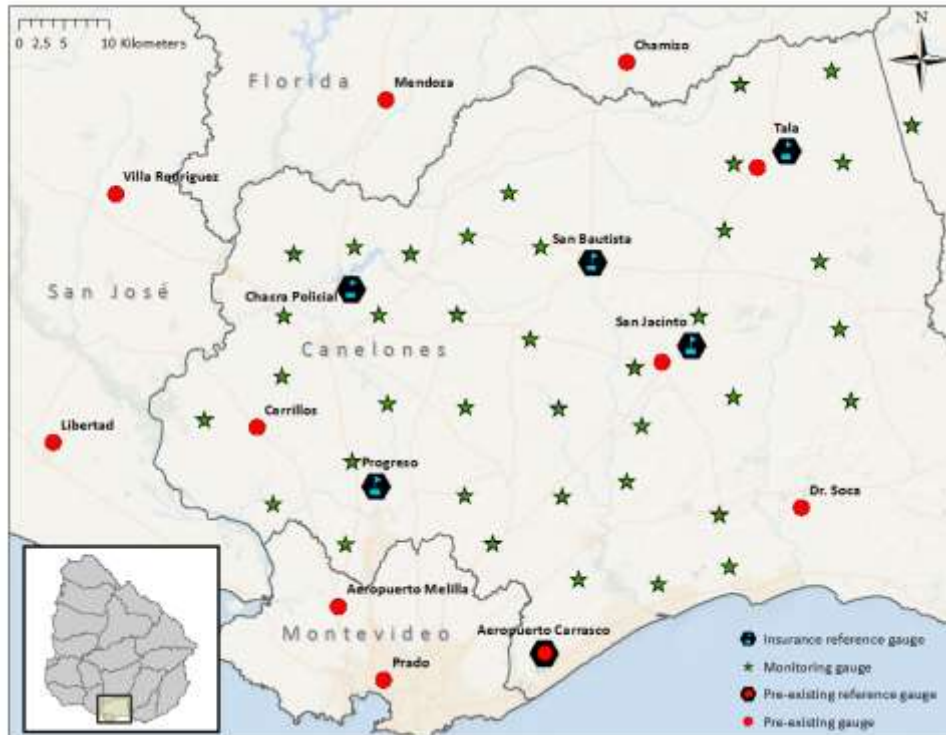 N
0 2.5 5 10 Kilometers
Chamizo
Florida
Mendoza
Tala
Villa Rodriguez
San Bautista
San José
Chacra Policial
San Jacinto
Canelones
Cerrillos
Libertad
Progreso
Dr. Soca
Aeropuerto Melilla
Montevideo
Aeropuerto Carrasco
Prado
Insurance reference gauge
Monitoring gauge
Pre-existing reference gauge
Pre-existing gauge